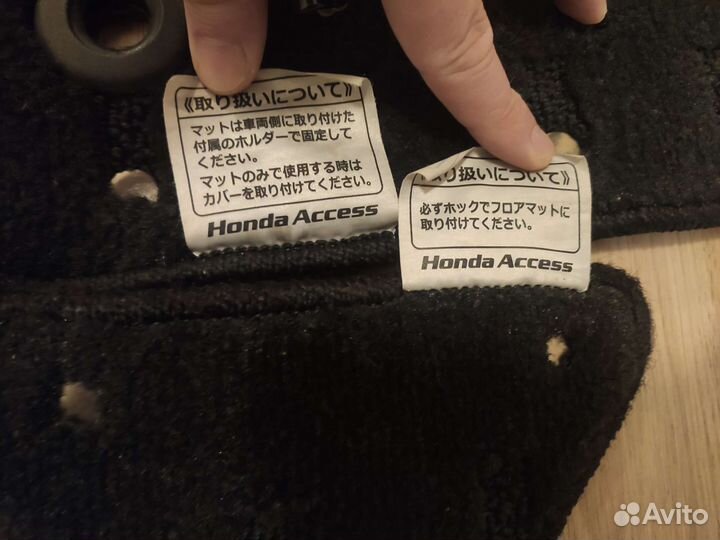 《取り扱いについて》
マットは車両側に取り付けた
付属のホルダーで固定して
ください。
マットのみで使用する時は
カバーを取り付けてください。
Honda Access
取り扱いについて》
必ずホックでフロアマットに
取り付けてください。
Honda Access
Avito